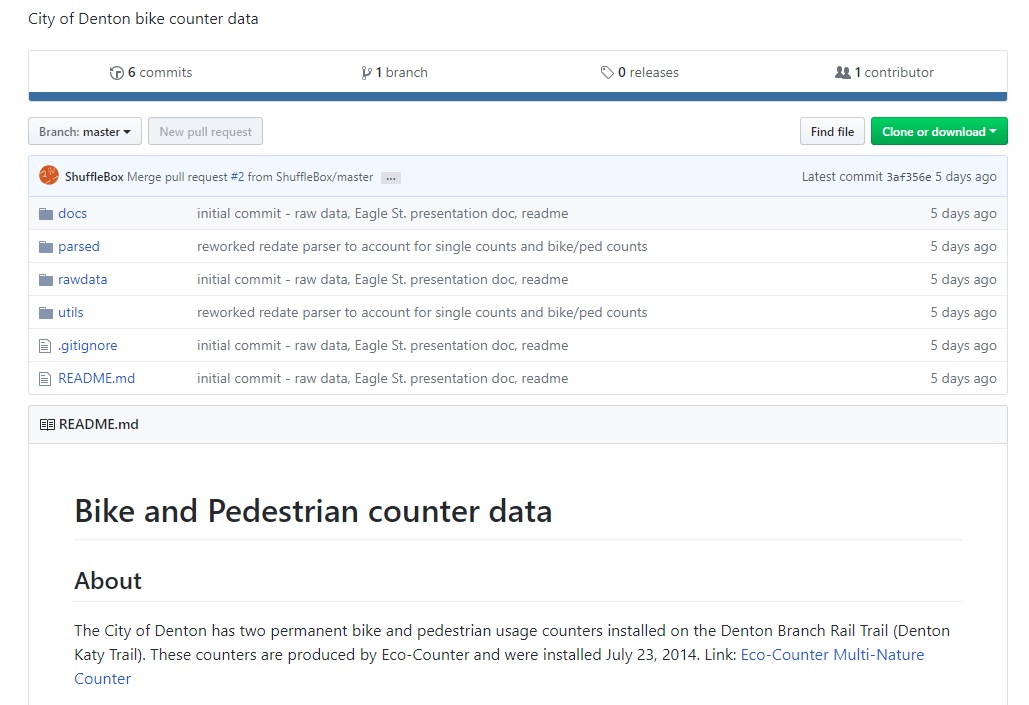 City of Denton bike counter data
6 commits 1 branch 0 releases 1 contributor
Branch: master New pull request Find file Clone or download
ShuffleBox Merge pull request #2 from ShuffleBox/master ... Latest commit 3af356e 5 days ago
docs initial commit - raw data, Eagle St. presentation doc, readme 5 days ago
parsed reworked redate parser to account for single counts and bike/ped counts 5 days ago
rawdata initial commit - raw data, Eagle St. presentation doc, readme 5 days ago
utils reworked redate parser to account for single counts and bike/ped counts 5 days ago
.gitignore initial commit - raw data, Eagle St. presentation doc, readme 5 days ago
README.md initial commit - raw data, Eagle St. presentation doc, readme 5 days ago
README.md
Bike and Pedestrian counter data
About
The City of Denton has two permanent bike and pedestrian usage counters installed on the Denton Branch Rail Trail (Denton
Katy Trail). These counters are produced by Eco-Counter and were installed July 23, 2014. Link: Eco-Counter Multi-Nature
Counter